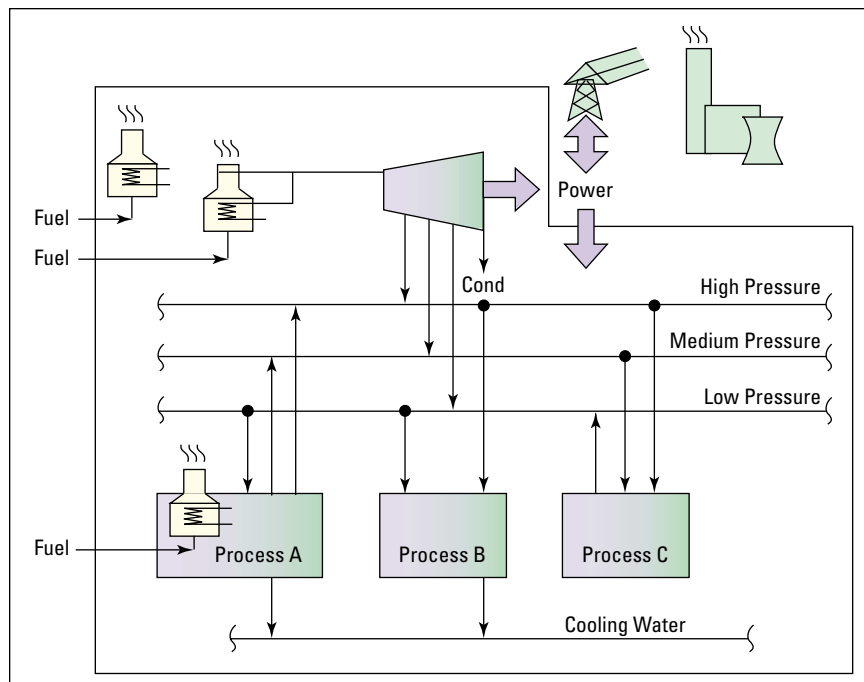 Power
Fuel
Fuel
Cond
High Pressure
Medium Pressure
Low Pressure
Fuel
Process A
Process B
Process C
Cooling Water